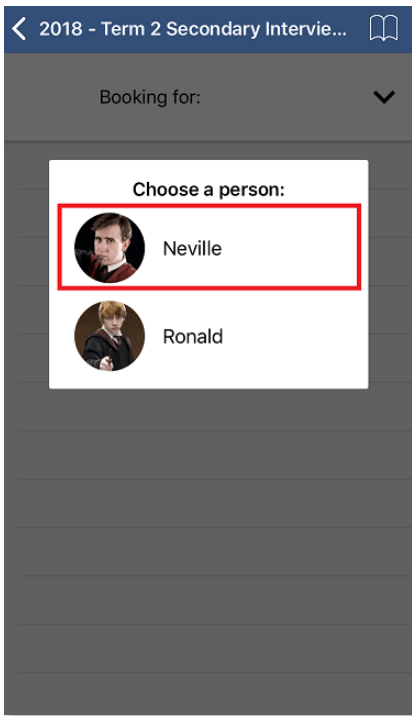 2018 - Term 2 Secondary Intervie...
Booking for:
Choose a person:
Neville
Ronald